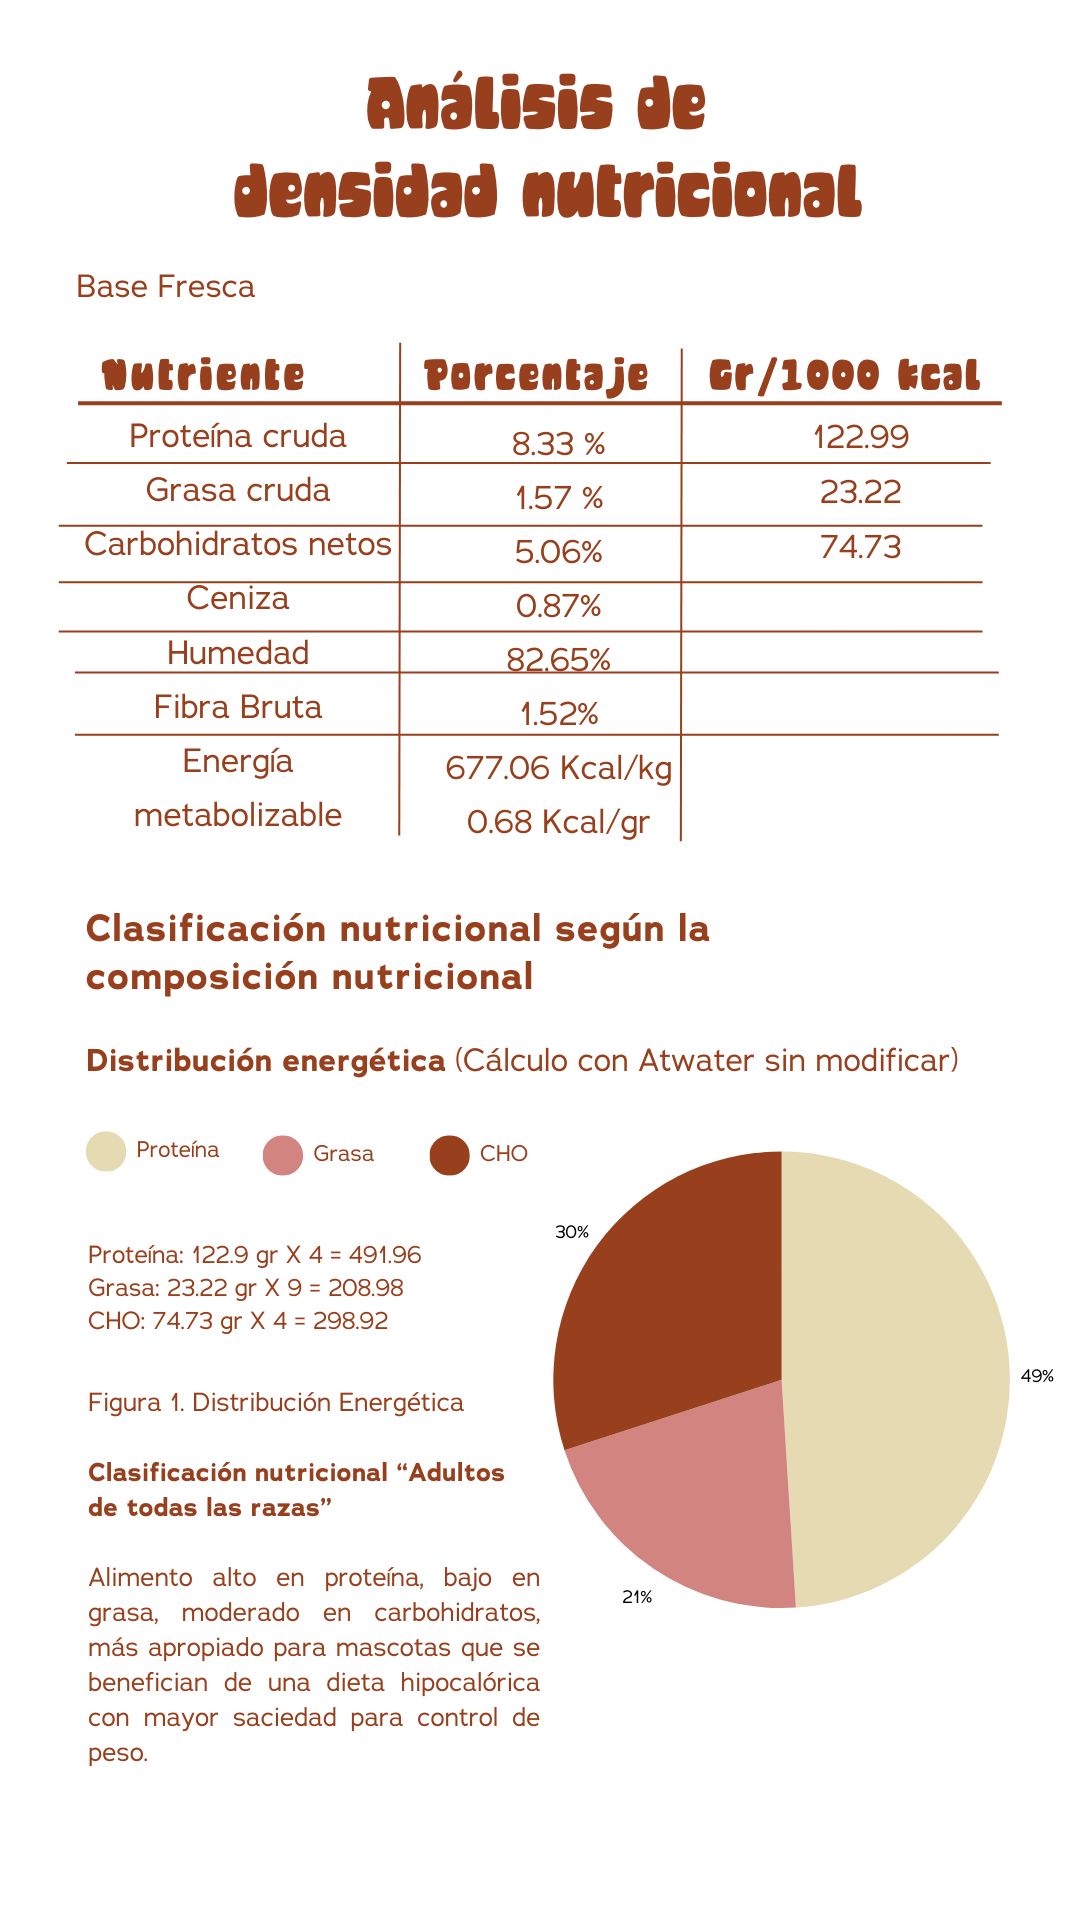 Análisis de
densidad nutricional
Base Fresca
Nutriente Porcentaje Gr/1000 kcal
Proteína cruda 8.33 % 122.99
Grasa cruda 1.57 % 23.22
Carbohidratos netos 5.06% 74.73
Ceniza 0.87%
Humedad 82.65%
Fibra Bruta 1.52%
Energía 677.06 Kcal/kg
metabolizable 0.68 Kcal/gr
Clasificación nutricional según la
composición nutricional
Distribución energética (Cálculo con Atwater sin modificar)
Proteína Grasa CHO
30%
49%
21%
Proteína: 122.9 gr X 4 = 491.96
Grasa: 23.22 gr X 9 = 208.98
CHO: 74.73 gr X 4 = 298.92
Figura 1. Distribución Energética
Clasificación nutricional “Adultos
de todas las razas”
Alimento alto en proteína, bajo en
grasa, moderado en carbohidratos,
más apropiado para mascotas que se
benefician de una dieta hipocalórica
con mayor saciedad para control de
peso.